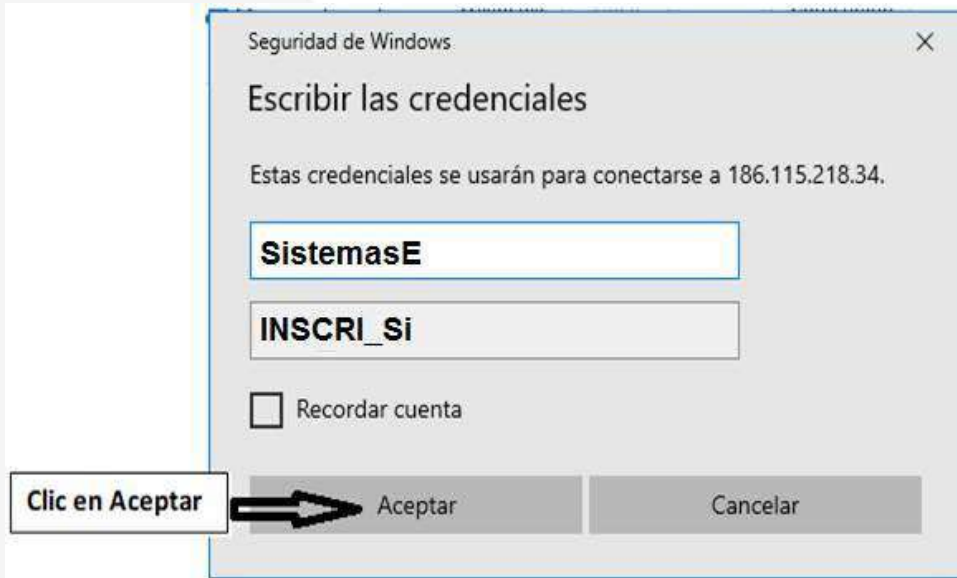 Seguridad de Windows
Escribir las credenciales
Estas credenciales se usarán para conectarse a 186.115.218.34.
SistemasE
INSCRI_Si
Recordar cuenta
Clic en Aceptar
Aceptar
Cancelar